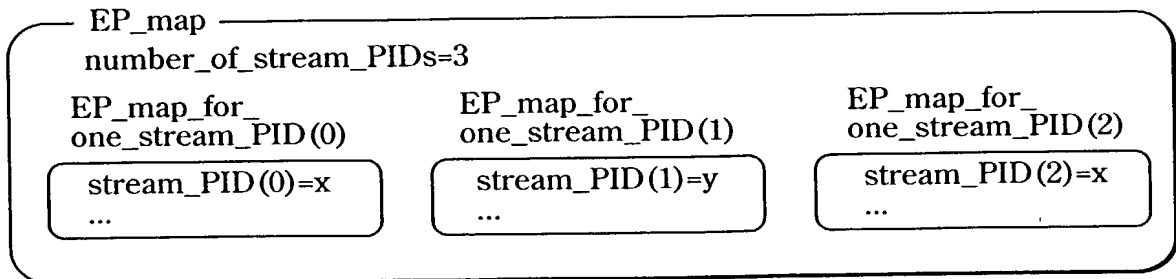 EP_map
number_of_stream_PIDs=3
EP_map_for_
one_stream_PID(0)
stream_PID(0)=x
...
EP_map_for_
one_stream_PID(1)
stream_PID(1)=y
...
EP_map_for_
one_stream_PID(2)
stream_PID(2)=x
...